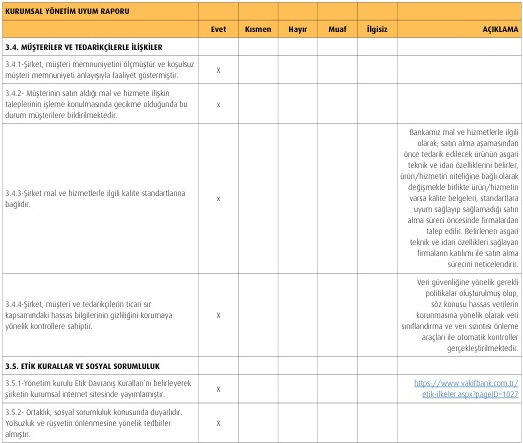 KURUMSAL YÖNETİM UYUM RAPORU
Evet Kısmen Hayır Muaf İlgisiz AÇIKLAMA
3.4. MÜŞTERİLER VE TEDARİKÇİLERLE İLİŞKİLER
3.4.1-Şirket, müşteri memnuniyetini ölçmüştür ve koşulsuz
müşteri memnuniyeti anlayışıyla faaliyet göstermiştir.
X
3.4.2- Müşterinin satın aldığı mal ve hizmete ilişkin
taleplerinin işleme konulmasında gecikme olduğunda bu
durum müşterilere bildirilmektedir.
x
3.4.3-Şirket mal ve hizmetlerle ilgili kalite standartlarına
bağlıdır.
x
Bankamız mal ve hizmetlerle ilgili
olarak; satın alma aşamasından
önce tedarik edilecek ürünün asgari
teknik ve idari özelliklerini belirler,
ürün/hizmetin niteliğine bağlı olarak
değişmekle birlikte ürün/hizmetin
varsa kalite belgeleri, standartlara
uyum sağlayıp sağlamadığı satın
alma süreci öncesinde firmalardan
talep edilir. Belirlenen asgari
teknik ve idari özellikleri sağlayan
firmaların katılımı ile satın alma
sürecini neticelendirir.
3.4.4-Şirket, müşteri ve tedarikçilerin ticari sır
kapsamındaki hassas bilgilerinin gizliliğini korumaya
yönelik kontrollere sahiptir.
X
Veri güvenliğine yönelik gerekli
politikalar oluşturulmuş olup,
söz konusu hassas verilerin
korunmasına yönelik olarak veri
sınıflandırma ve veri sızıntısı önleme
araçları ile otomatik kontroller
gerçekleştirilmektedir.
3.5. ETİK KURALLAR VE SOSYAL SORUMLULUK
3.5.1-Yönetim kurulu Etik Davranış Kuralları'nı belirleyerek
şirketin kurumsal internet sitesinde yayımlamıştır.
X
https://www.vakifbank.com.tr/
etik-ilkeler.aspx?pageID=1027
3.5.2- Ortaklık, sosyal sorumluluk konusunda duyarlıdır.
Yolsuzluk ve rüşvetin önlenmesine yönelik tedbirler
almıştır.
X